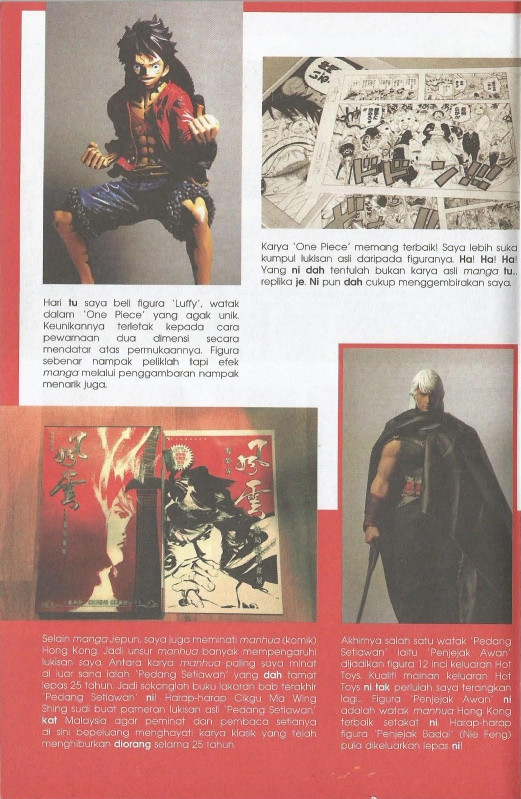 Karya ‘One Piece’ memang terbaik! Saya lebih suka
kumpul lukisan asli daripada figuranya. Ha! Ha! Ha!
Yang ni dah tentulah bukan karya asli manga tu..
replika je. Ni pun dah cukup menggembirakan saya.
Hari tu saya beli figura ‘Luffy’, watak
dalam ‘One Piece’ yang agak unik.
Keunikannya terletak kepada cara
pewarnaan dua dimensi secara
mendatar atas permukaannya. Figura
sebenar nampak peliklah tapi efek
manga melalui penggambaran nampak
menarik juga.
風雲
風雲
Selain manga Jepun, saya juga meminati manhua (komik)
Hong Kong. Jadi unsur manhua banyak mempengaruhi
lukisan saya. Antara karya manhua paling saya minat
di luar sana ialah ‘Pedang Setiawan’ yang dah tamat
lepas 25 tahun. Jadi sokonglah buku lakaran bab terakhir
‘Pedang Setiawan’ ni! Harap-harap Cikgu Ma Wing
Shing sudi buat pameran lukisan asli ‘Pedang Setiawan’
kat Malaysia agar peminat dan pembaca setianya
di sini berpeluang menghayati karya klasik yang telah
menghiburkan diorang selama 25 tahun.
Akhirnya salah satu watak ‘Pedang
Setiawan’ iaitu ‘Penjejak Awan’
dijadikan figura 12 inci keluaran Hot
Toys. Kualiti mainan keluaran Hot
Toys ni tak perlulah saya terangkan
lagi.. Figura ‘Penjejak Awan’ ni
adalah watak manhua Hong Kong
terbaik setakat ni. Harap-harap
figura ‘Penjejak Badai’ (Nie Feng)
pula dikeluarkan lepas ni!